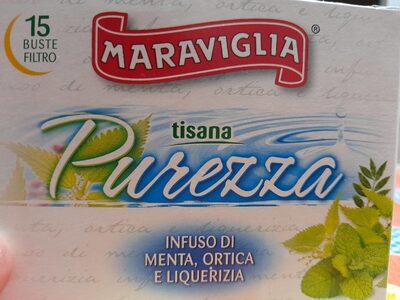 15
BUSTE
FILTRO
MARAVIGLIA®
tisana
Purezza
INFUSO DI
MENTA, ORTICA
E LIQUERIZIA